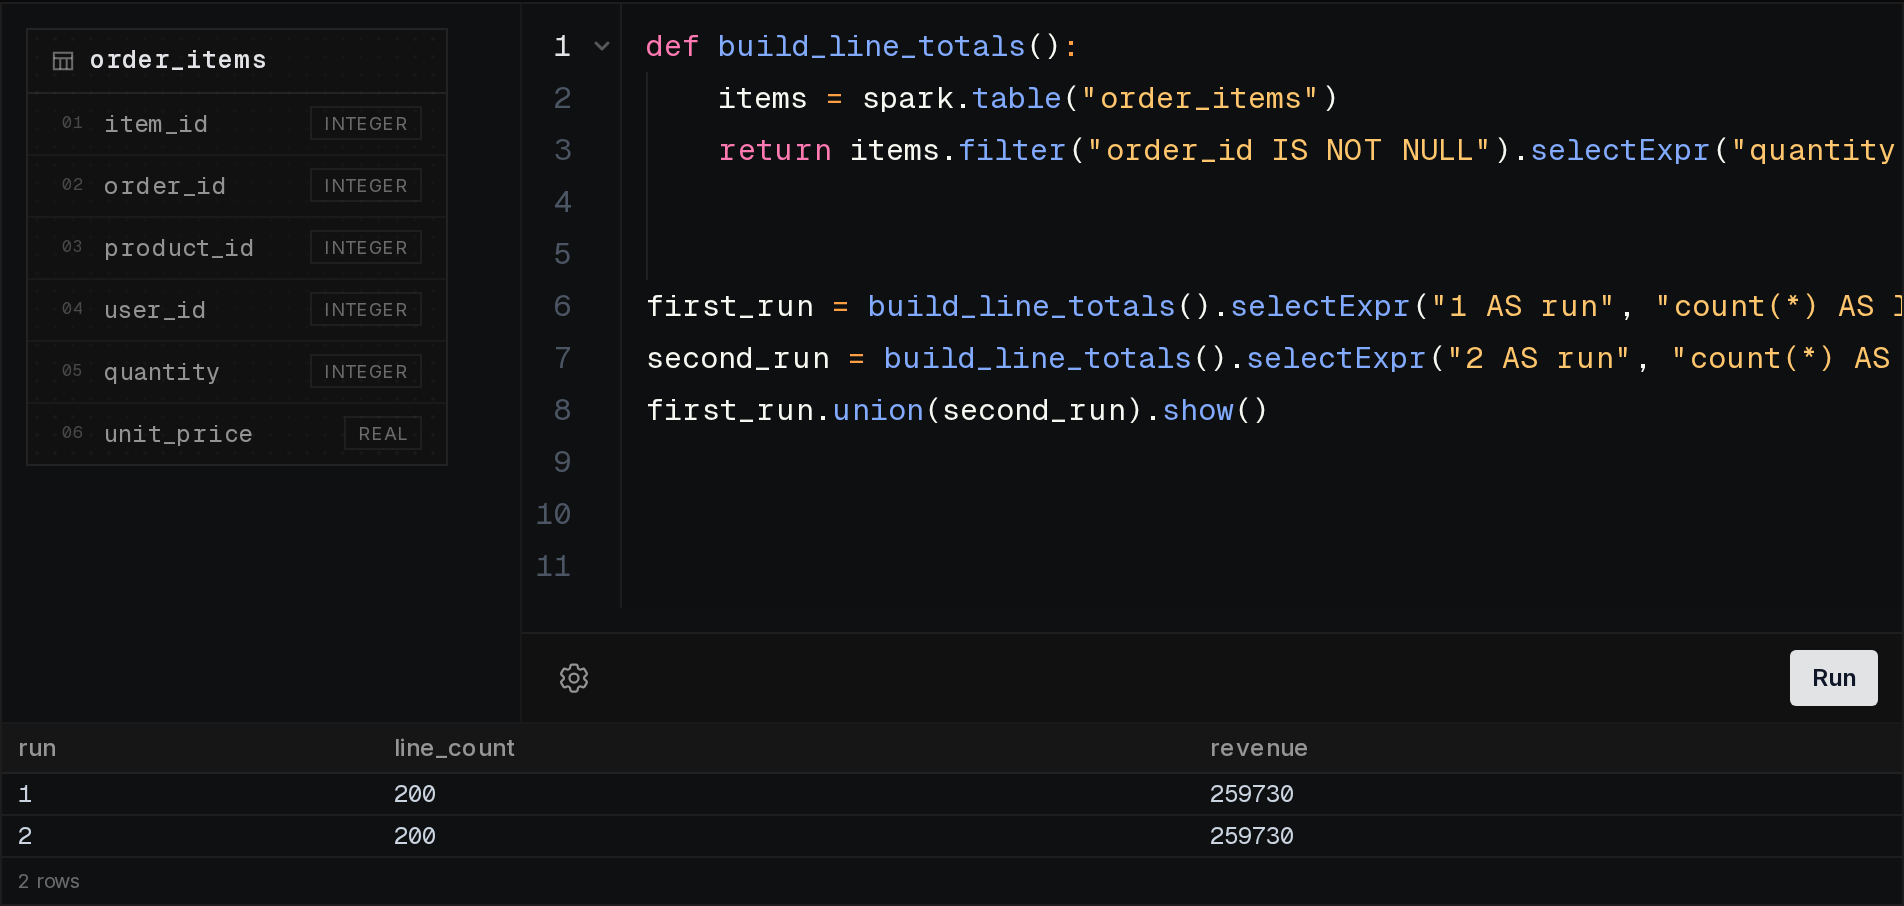 order_items
01 item_id INTEGER
02 order_id INTEGER
03 product_id INTEGER
04 user_id INTEGER
05 quantity INTEGER
06 unit_price REAL
1 def build_line_totals():
2 items = spark.table("order_items")
3 return items.filter("order_id IS NOT NULL").selectExpr("quantity
4
5
6 first_run = build_line_totals().selectExpr("1 AS run", "count(*) AS
7 second_run = build_line_totals().selectExpr("2 AS run", "count(*) AS
8 first_run.union(second_run).show()
9
10
11
Run
run line_count revenue
1 200 259730
2 200 259730
2 rows